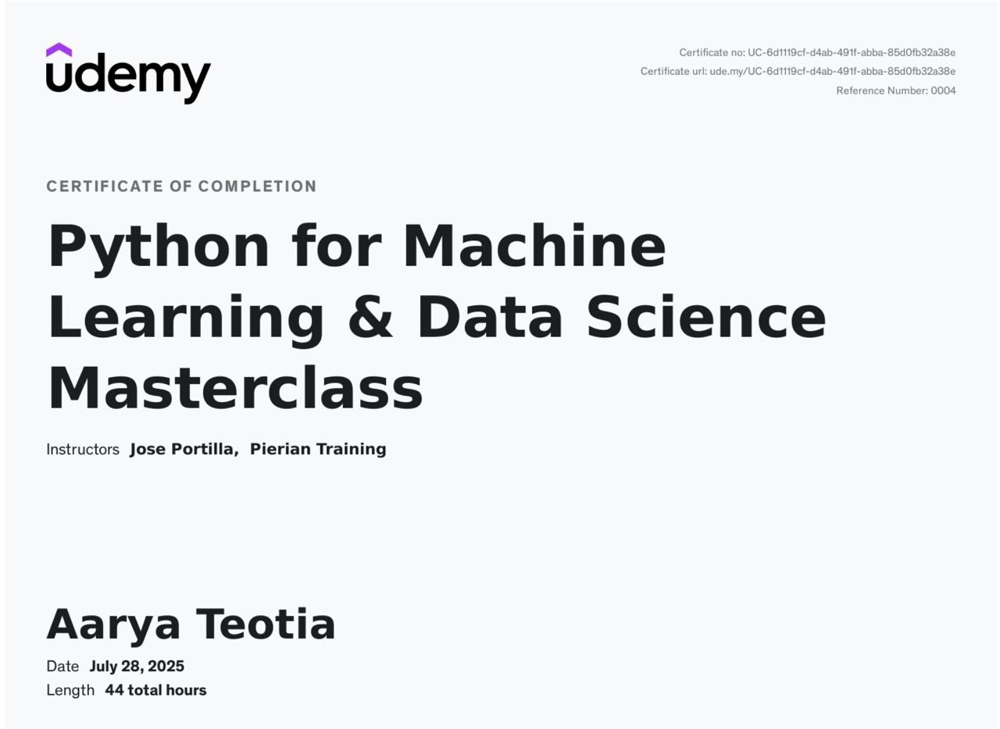 udemy
Certificate no: UC-6d1119cf-d4ab-491f-abba-85d0fb32a38e
Certificate url: ude.my/UC-6d1119cf-d4ab-491f-abba-85d0fb32a38e
Reference Number: 0004
CERTIFICATE OF COMPLETION
Python for Machine
Learning & Data Science
Masterclass
Instructors Jose Portilla, Pierian Training
Aarya Teotia
Date July 28, 2025
Length 44 total hours